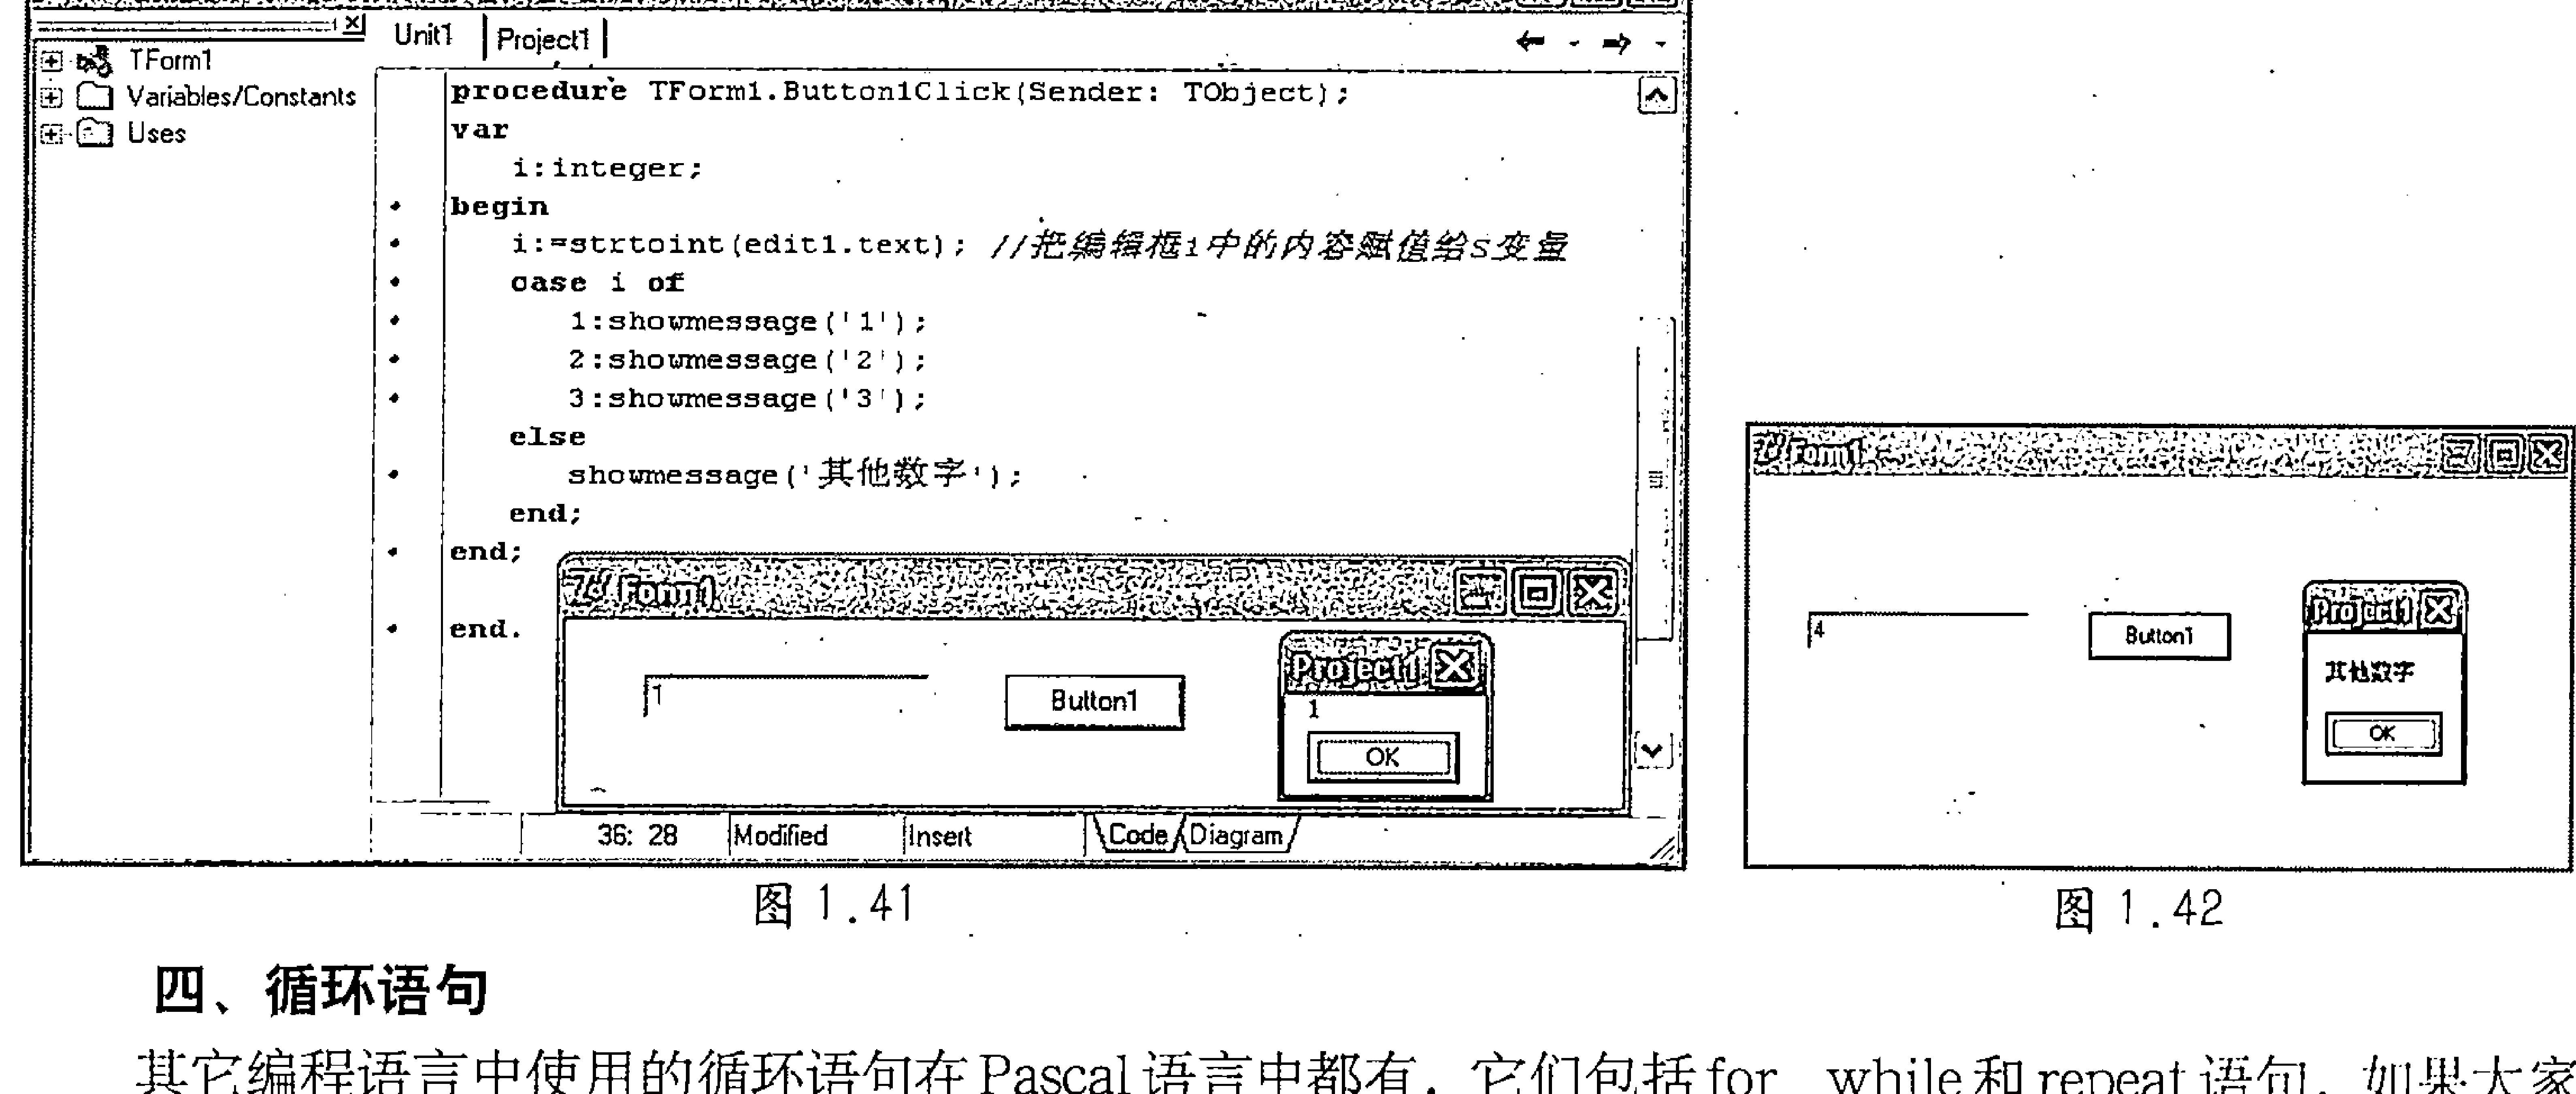 Unit1 Project1
TForm1
Variables/Constants
Uses
procedure TForm1.Button1Click(Sender: TObject);
var
i:integer;
begin
i:=strtoint(edit1.text); //把编辑框1中的内容赋值给S变量
case i of
1:showmessage('1');
2:showmessage('2');
3:showmessage('3');
else
showmessage('其他数字');
end;
end;
end.
Form1
1
Button1
Project1
1
OK
36: 28 Modified Insert Code Diagram
Form1
4
Button1
Project1
其他数字
OK
图 1.41
图 1.42
四、循环语句
其它编程语言中使用的循环语句在Pascal语言中都有，它们包括for while和repeat语句，如果大家